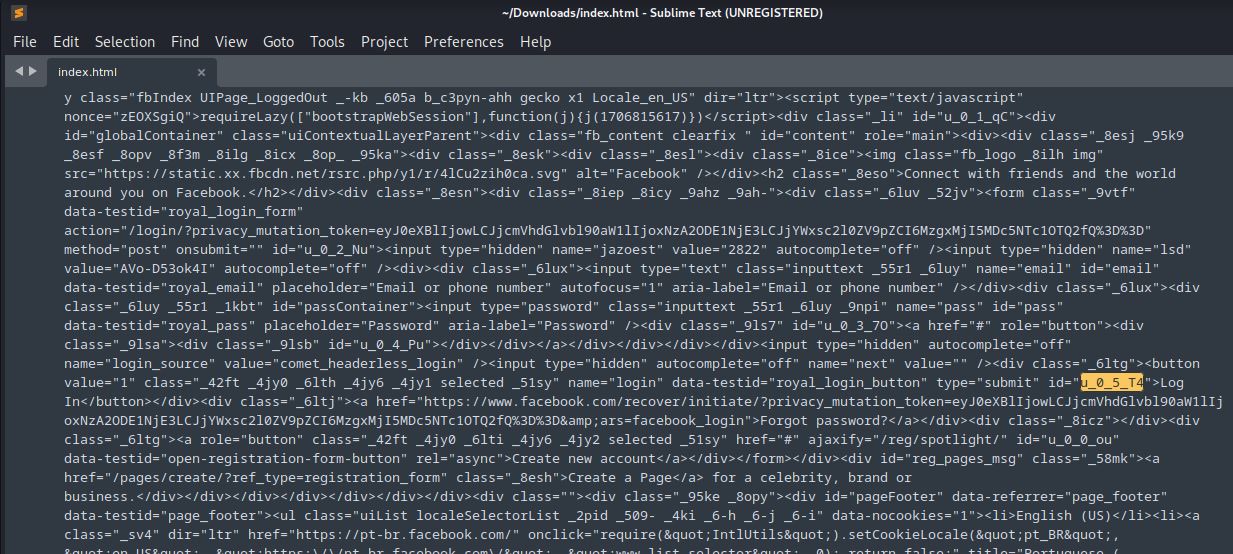 ~/Downloads/index.html - Sublime Text (UNREGISTERED)
File Edit Selection Find View Goto Tools Project Preferences Help
index.html ×
y class="fbIndex UIPage_LoggedOut _-kb _605a b_c3pyn-ahh gecko x1 Locale_en_US" dir="ltr"><script type="text/javascript"
nonce="zEOXSgiQ">requireLazy(["bootstrapWebSession"],function(j){j(1706815617)})</script><div class="_li" id="u_0_1_qC"><div
id="globalContainer" class="uiContextualLayerParent"><div class="fb_content clearfix " id="content" role="main"><div><div class="_8esj _95k9
_8esf _8opv _8f3m _8ilg _8icx _8op_ _95ka"><div class="_8esk"><div class="_8esl"><div class="_8ice"><img class="fb_logo _8ilh img"
src="https://static.xx.fbcdn.net/rsrc.php/y1/r/4lCu2zih0ca.svg" alt="Facebook" /></div><h2 class="_8eso">Connect with friends and the world
around you on Facebook.</h2></div><div class="_8esn"><div class="_8iep _8icy _9ahz _9ah-"><div class="_6luv _52jv"><form class="_9vtf"
data-testid="royal_login_form"
action="/login/?privacy_mutation_token=eyJ0eXBlIjowLCJjcmVhdGlvbl90aW1lIjoxNzA2ODE1NjE3LCJjYWxsc2l0ZV9pZCI6MzgxMjI5MDc5NTc1OTQ2fQ%3D%3D"
method="post" onsubmit="" id="u_0_2_Nu"><input type="hidden" name="jazoest" value="2822" autocomplete="off" /><input type="hidden" name="lsd"
value="AVo-D53ok4I" autocomplete="off" /><div><div class="_6lux"><input type="text" class="inputtext _55r1 _6luy" name="email" id="email"
data-testid="royal_email" placeholder="Email or phone number" autofocus="1" aria-label="Email or phone number" /></div><div class="_6lux"><div
class="_6luy _55r1 _1kbt" id="passContainer"><input type="password" class="inputtext _55r1 _6luy _9npi" name="pass" id="pass"
data-testid="royal_pass" placeholder="Password" aria-label="Password" /><div class="_9ls7" id="u_0_3_7O"><a href="#" role="button"><div
class="_9lsa"><div class="_9lsb" id="u_0_4_Pu"></div></div></a></div></div></div></div><input type="hidden" autocomplete="off"
name="login_source" value="comet_headerless_login" /><input type="hidden" autocomplete="off" name="next" value="" /><div class="_6ltg"><button
value="1" class="_42ft _4jy0 _6lth _4jy6 _4jy1 selected _51sy" name="login" data-testid="royal_login_button" type="submit" id="u_0_5_T4">Log
In</button></div><div class="_6ltj"><a href="https://www.facebook.com/recover/initiate/?privacy_mutation_token=eyJ0eXBlIjowLCJjcmVhdGlvbl90aW1lIj
oxNzA2ODE1NjE3LCJjYWxsc2l0ZV9pZCI6MzgxMjI5MDc5NTc1OTQ2fQ%3D%3D&amp;ars=facebook_login">Forgot password?</a></div><div class="_8icz"></div><div
class="_6ltg"><a role="button" class="_42ft _4jy0 _6lti _4jy6 _4jy2 selected _51sy" href="#" ajaxify="/reg/spotlight/" id="u_0_0_ou"
data-testid="open-registration-form-button" rel="async">Create new account</a></div></form></div><div id="reg_pages_msg" class="_58mk"><a
href="/pages/create/?ref_type=registration_form" class="_8esh">Create a Page</a> for a celebrity, brand or
business.</div></div></div></div></div></div></div><div class=""><div class="_95ke _8opy"><div id="pageFooter" data-referrer="page_footer"
data-testid="page_footer"><ul class="uiList localeSelectorList _2pid _509- _4ki _6-h _6-j _6-i" data-nocookies="1"><li>English (US)</li><li><a
class="_sv4" dir="ltr" href="https://pt-br.facebook.com/" onclick="require(&quot;IntlUtils&quot;).setCookieLocale(&quot;pt_BR&quot;,
&quot;en_US&quot;, &quot;https:\/\/pt-br.facebook.com\/&quot;, &quot;www_list_selector&quot;, 0); return false;" title="Portuguese (